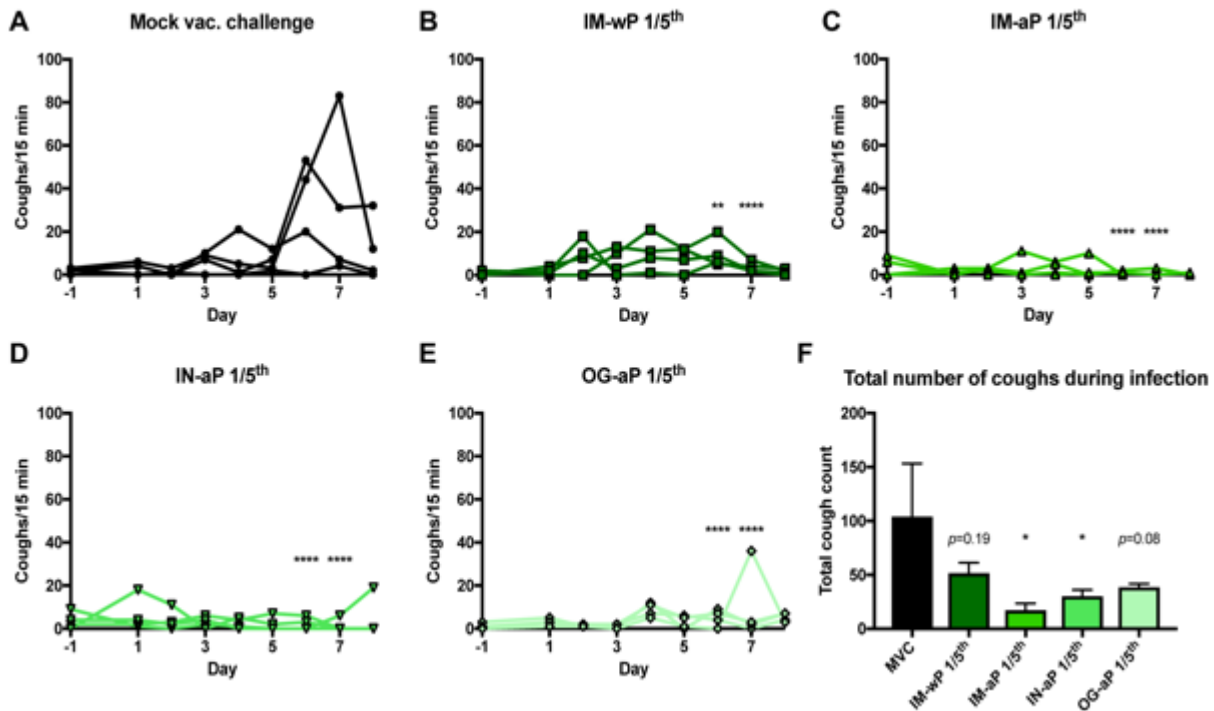 A
Mock vac. challenge
Coughs/15 min
100
80
60
40
20
0
-1 1 3 5 7
Day
B
IM-wP 1/5th
Coughs/15 min
100
80
60
40
20
0
** ****
-1 1 3 5 7
Day
C
IM-aP 1/5th
Coughs/15 min
100
80
60
40
20
0
**** ****
-1 1 3 5 7
Day
D
IN-aP 1/5th
Coughs/15 min
100
80
60
40
20
0
**** ****
-1 1 3 5 7
Day
E
OG-aP 1/5th
Coughs/15 min
100
80
60
40
20
0
**** ****
-1 1 3 5 7
Day
F
Total number of coughs during infection
Total cough count
200
150
100
50
0
p=0.19 * * p=0.08
MVC
IM-wP 1/5th
IM-aP 1/5th
IN-aP 1/5th
OG-aP 1/5th